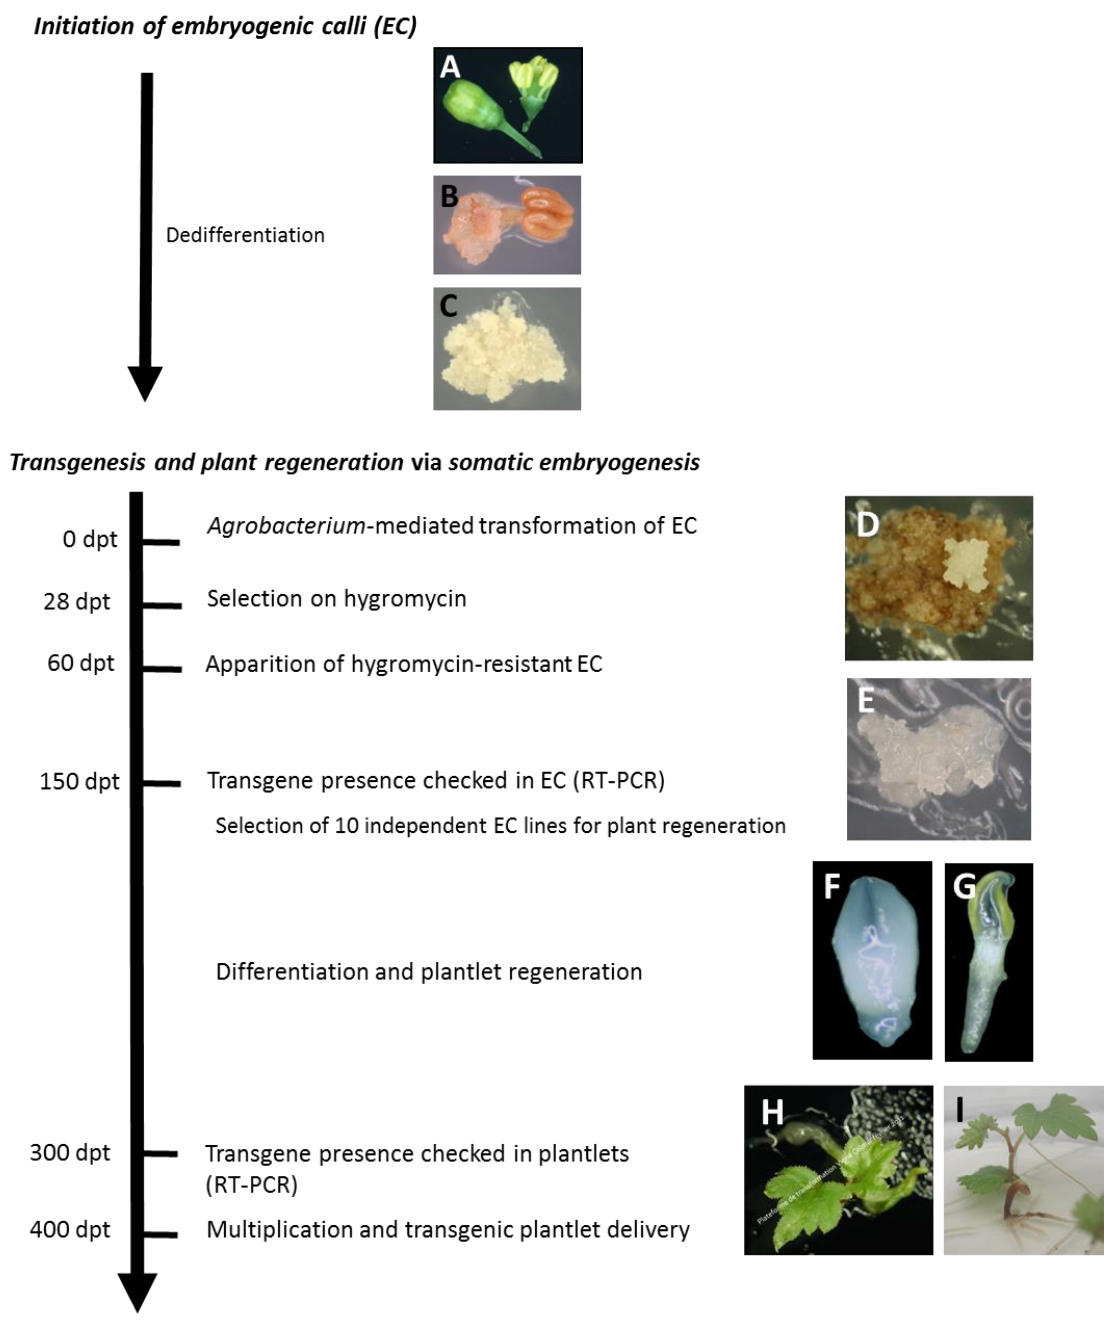 Initiation of embryogenic calli (EC)
A
B
Dedifferentiation
C
Transgenesis and plant regeneration via somatic embryogenesis
0 dpt
Agrobacterium-mediated transformation of EC
D
28 dpt
Selection on hygromycin
60 dpt
Apparition of hygromycin-resistant EC
E
150 dpt
Transgene presence checked in EC (RT-PCR)
Selection of 10 independent EC lines for plant regeneration
F
G
Differentiation and plantlet regeneration
H
I
Plateforme de transformation
300 dpt
Transgene presence checked in plantlets
(RT-PCR)
400 dpt
Multiplication and transgenic plantlet delivery